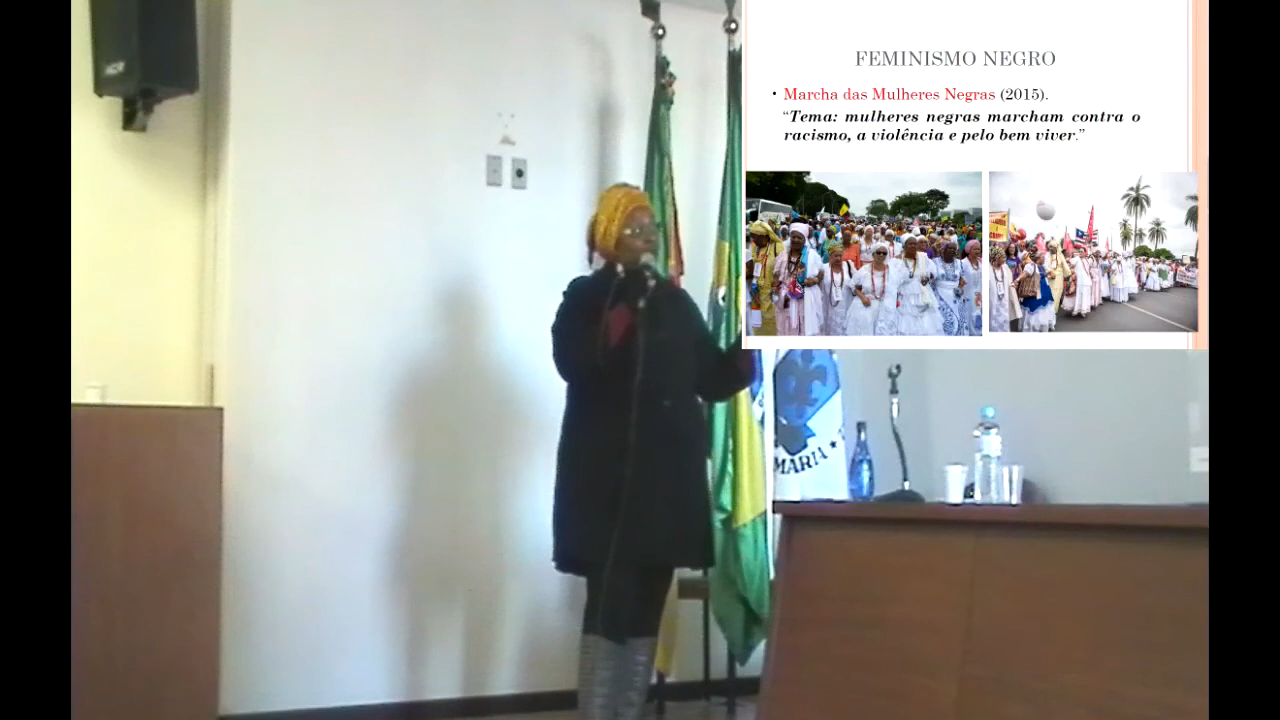 FEMINISMO NEGRO
• Marcha das Mulheres Negras (2015).
“Tema: mulheres negras marcham contra o
racismo, a violência e pelo bem viver.”
MARIA